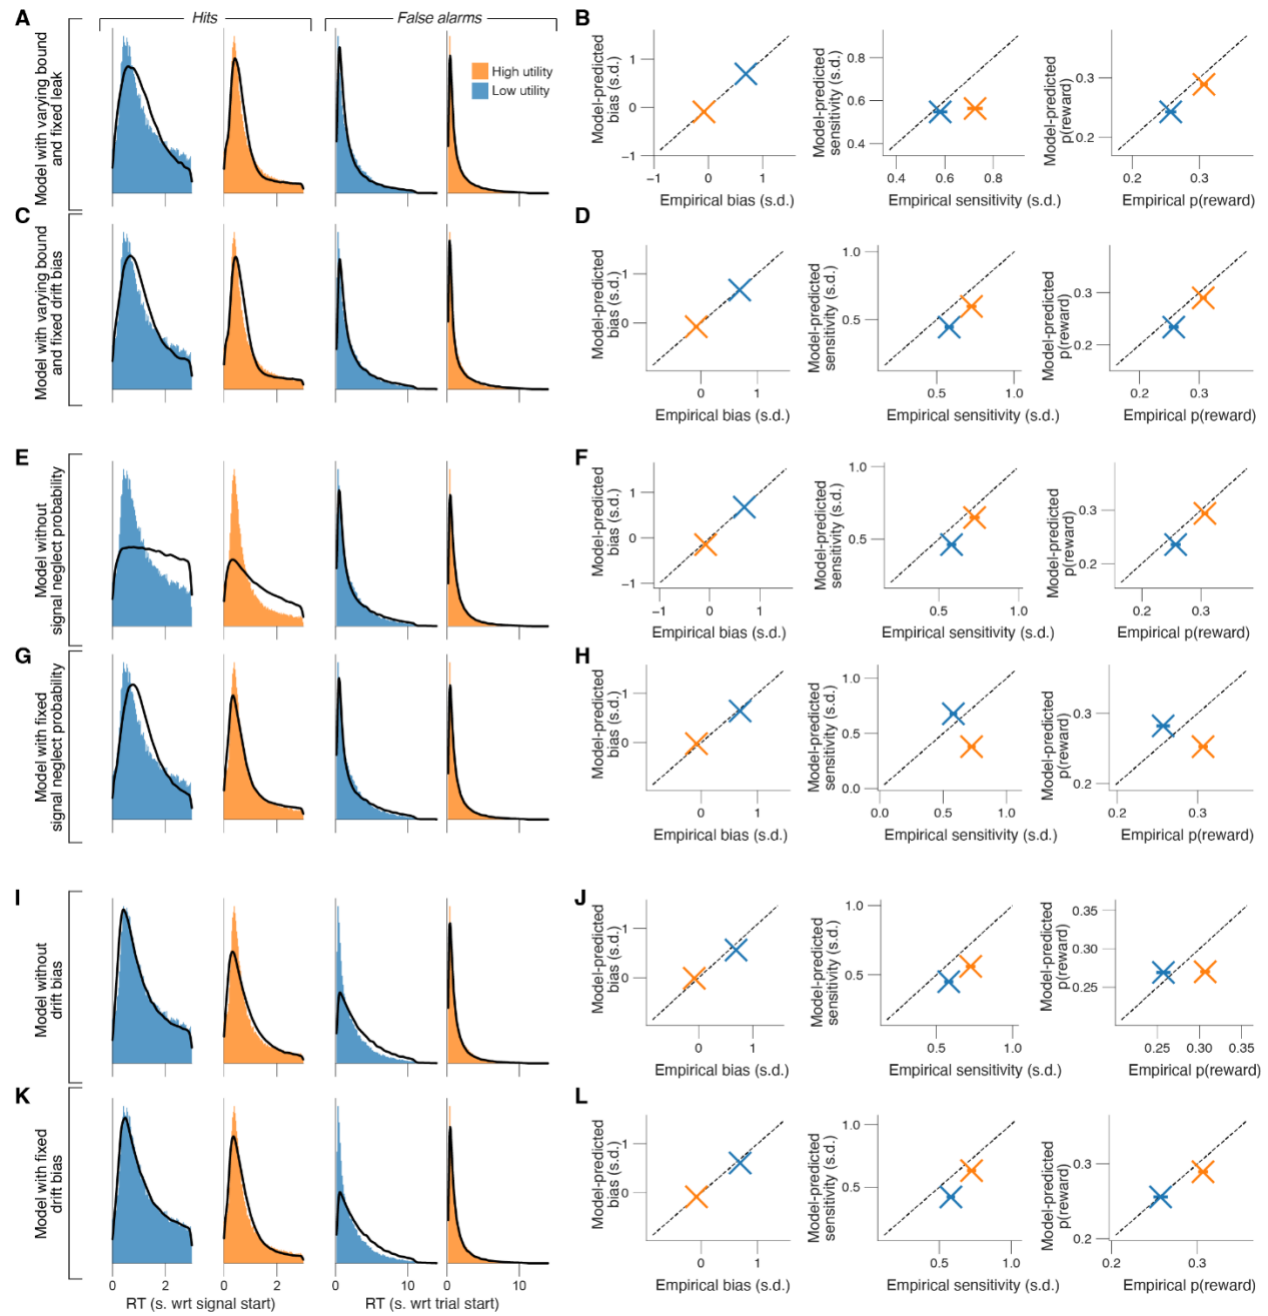 Hits
False alarms
A
Model with varying bound
and fixed leak
High utility
Low utility
B
Model-predicted
bias (s.d.)
1
0
−1
−1
0
1
Empirical bias (s.d.)
Model-predicted
sensitivity (s.d.)
0.8
0.6
0.4
0.4
0.6
0.8
Empirical sensitivity (s.d.)
Model-predicted
p(reward)
0.3
0.2
0.2
0.3
Empirical p(reward)
C
Model with varying bound
and fixed drift bias
D
Model-predicted
bias (s.d.)
1
0
0
1
Empirical bias (s.d.)
Model-predicted
sensitivity (s.d.)
1.0
0.5
0.5
1.0
Empirical sensitivity (s.d.)
Model-predicted
p(reward)
0.3
0.2
0.2
0.3
Empirical p(reward)
E
Model without
signal neglect probability
F
Model-predicted
bias (s.d.)
1
0
−1
−1
0
1
Empirical bias (s.d.)
Model-predicted
sensitivity (s.d.)
1.0
0.5
0.5
1.0
Empirical sensitivity (s.d.)
Model-predicted
p(reward)
0.3
0.2
0.2
0.3
Empirical p(reward)
G
Model with fixed
signal neglect probability
H
Model-predicted
bias (s.d.)
1
0
0
1
Empirical bias (s.d.)
Model-predicted
sensitivity (s.d.)
1.0
0.5
0.0
0.0
0.5
1.0
Empirical sensitivity (s.d.)
Model-predicted
p(reward)
0.3
0.2
0.2
0.3
Empirical p(reward)
I
Model without
drift bias
J
Model-predicted
bias (s.d.)
1
0
0
1
Empirical bias (s.d.)
Model-predicted
sensitivity (s.d.)
1.0
0.5
0.5
1.0
Empirical sensitivity (s.d.)
Model-predicted
p(reward)
0.35
0.30
0.25
0.25
0.30
0.35
Empirical p(reward)
K
Model with fixed
drift bias
0
2
0
2
0
10
0
10
RT (s. wrt signal start)
RT (s. wrt trial start)
L
Model-predicted
bias (s.d.)
1
0
0
1
Empirical bias (s.d.)
Model-predicted
sensitivity (s.d.)
1.0
0.5
0.5
1.0
Empirical sensitivity (s.d.)
Model-predicted
p(reward)
0.3
0.2
0.2
0.3
Empirical p(reward)